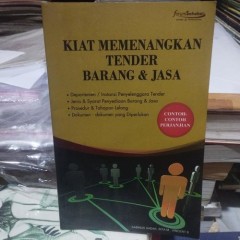 KIAT MEMENANGKAN
TENDER
BARANG & JASA
• Departemen / Instansi Penyelenggara Tender
• Jenis & Syarat Penyediaan Barang & Jasa
• Prosedur & Tahapan Lelang
• Dokumen - dokumen yang Diperlukan
CONTOH-
CONTOH
PERJANJIAN